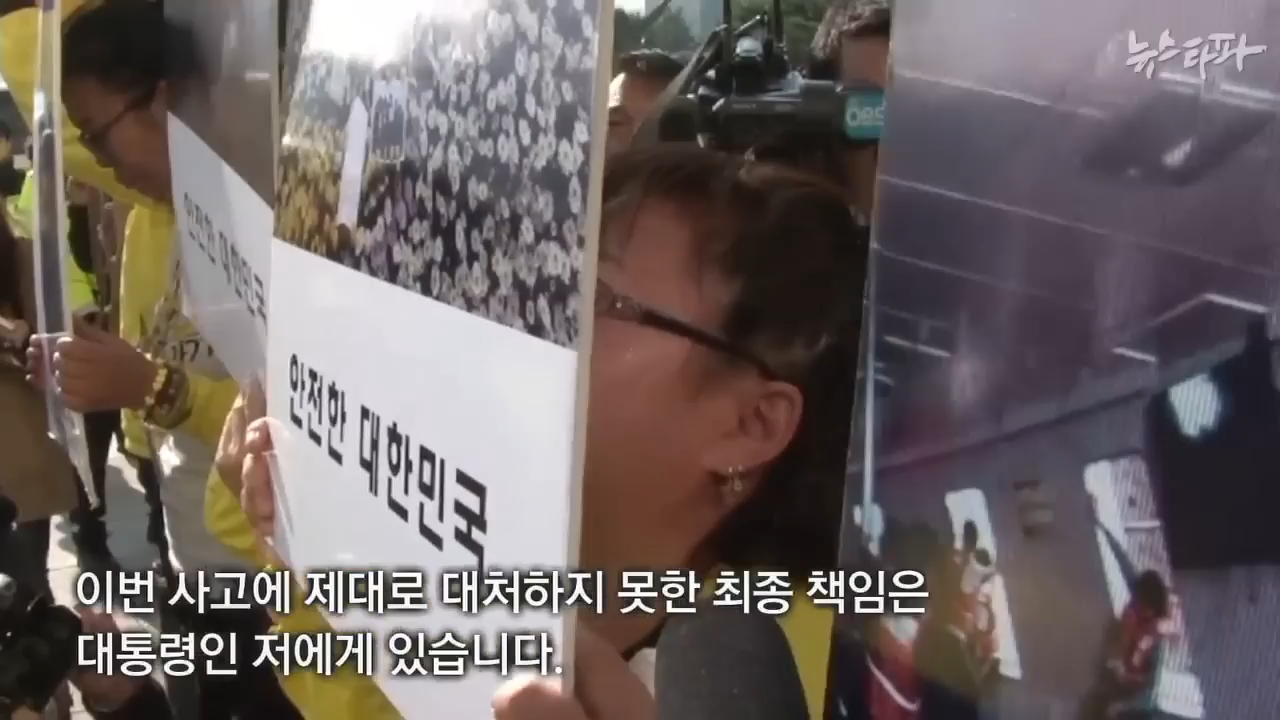 뉴스타파
안전한 대한민국
안전한 대한민국
이번 사고에 제대로 대처하지 못한 최종 책임은
대통령인 저에게 있습니다.